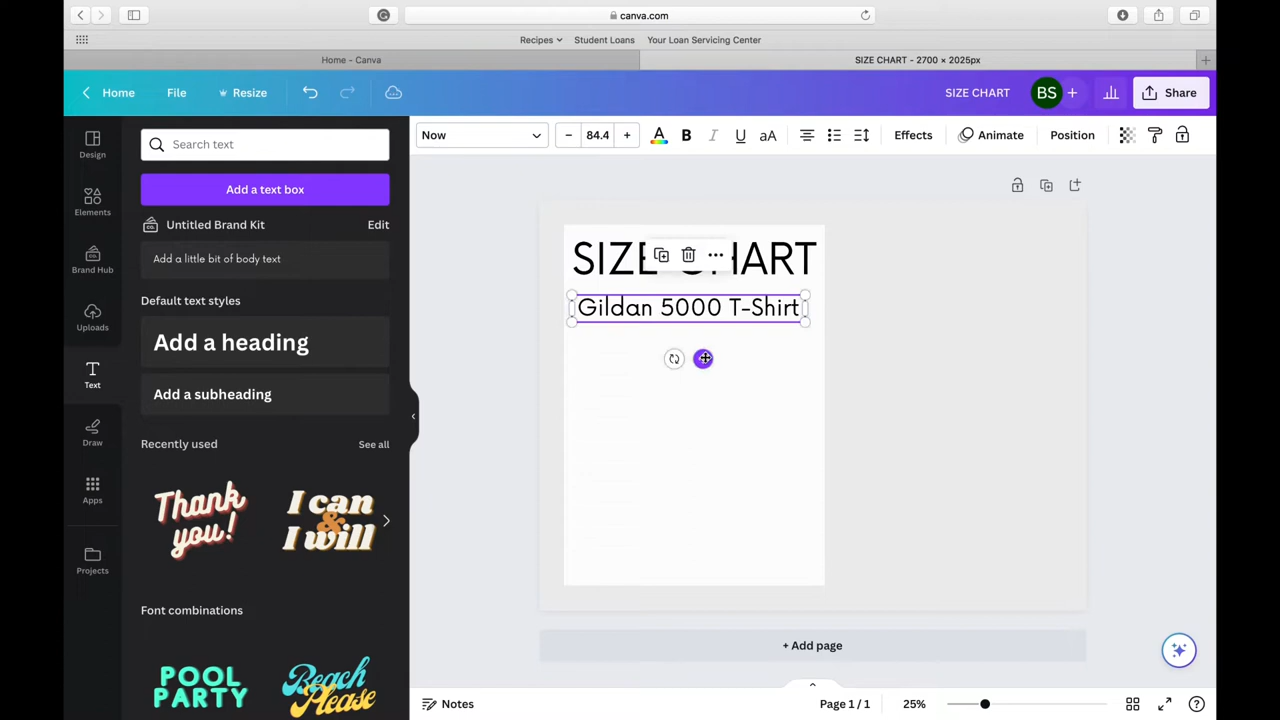 canva.com
Recipes Student Loans Your Loan Servicing Center
Home - Canva SIZE CHART - 2700 × 2025px
Home File Resize SIZE CHART BS + Share
Now – 84.4 + A B I U aA Effects Animate Position
Design
Elements
Brand Hub
Uploads
Text
Draw
Apps
Projects
Search text
Add a text box
Untitled Brand Kit Edit
CO.
Add a little bit of body text
Default text styles
Add a heading
Add a subheading
Recently used See all
Thank
you!
I can
&
I will
Font combinations
POOL
PARTY
Beach
Please
SIZE CHART
Gildan 5000 T-Shirt
+ Add page
Notes Page 1 / 1 25% ?